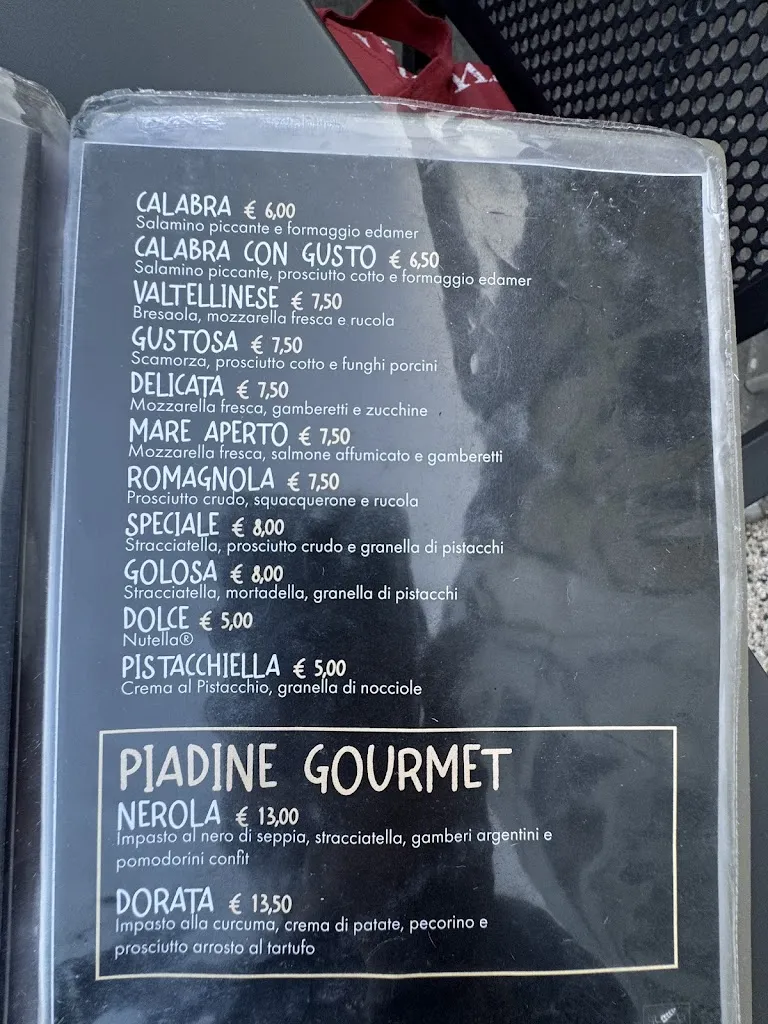 CALABRA € 6,00
Salamino piccante e formaggio edamer
CALABRA CON GUSTO € 6,50
Salamino piccante, prosciutto cotto e formaggio edamer
VALTELLINESE € 7,50
Bresaola, mozzarella fresca e rucola
GUSTOSA € 7,50
Scamorza, prosciutto cotto e funghi porcini
DELICATA € 7,50
Mozzarella fresca, gamberetti e zucchine
MARE APERTO € 7,50
Mozzarella fresca, salmone affumicato e gamberetti
ROMAGNOLA € 7,50
Prosciutto crudo, squacquerone e rucola
SPECIALE € 8,00
Stracciatella, prosciutto crudo e granella di pistacchi
GOLOSA € 8,00
Stracciatella, mortadella, granella di pistacchi
DOLCE € 5,00
Nutella®
PISTACCHIELLA € 5,00
Crema al Pistacchio, granella di nocciole
PIADINE GOURMET
NEROLA € 13,00
Impasto al nero di seppia, stracciatella, gamberi argentini e
pomodorini confit
DORATA € 13,50
Impasto alla curcuma, crema di patate, pecorino e
prosciutto arrosto al tartufo